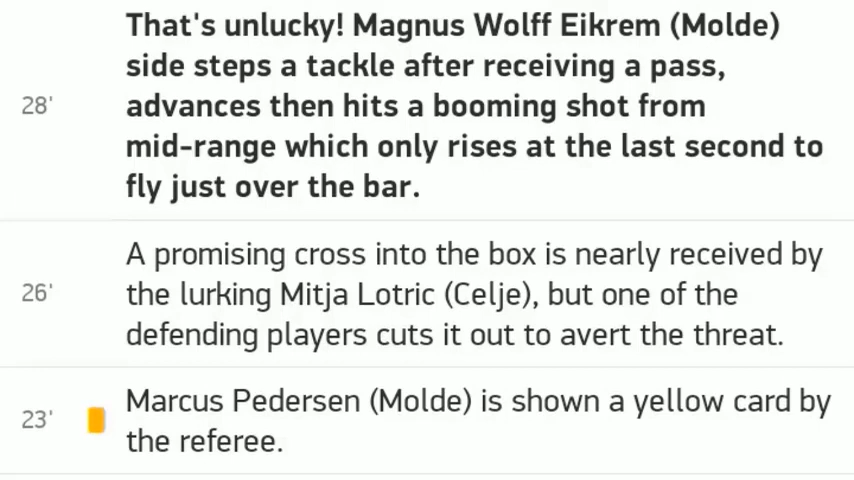 That's unlucky! Magnus Wolff Eikrem (Molde)
side steps a tackle after receiving a pass,
28' advances then hits a booming shot from
mid-range which only rises at the last second to
fly just over the bar.
A promising cross into the box is nearly received by
26' the lurking Mitja Lotric (Celje), but one of the
defending players cuts it out to avert the threat.
23' Marcus Pedersen (Molde) is shown a yellow card by
the referee.